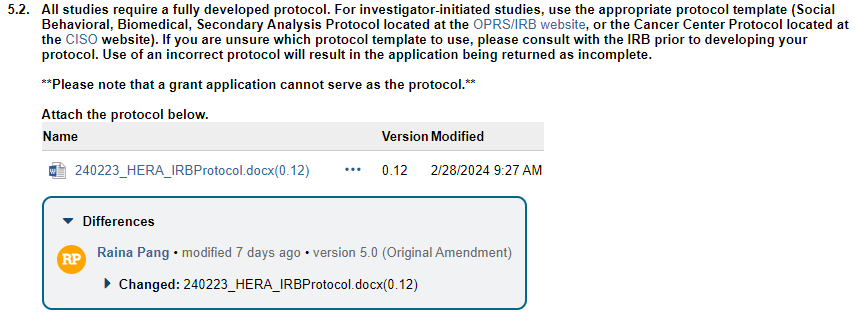 5.2. All studies require a fully developed protocol. For investigator-initiated studies, use the appropriate protocol template (Social
Behavioral, Biomedical, Secondary Analysis Protocol located at the OPRS/IRB website, or the Cancer Center Protocol located at
the CISO website). If you are unsure which protocol template to use, please consult with the IRB prior to developing your
protocol. Use of an incorrect protocol will result in the application being returned as incomplete.
**Please note that a grant application cannot serve as the protocol.**
Attach the protocol below.
Name Version Modified
240223_HERA_IRBProtocol.docx(0.12) ••• 0.12 2/28/2024 9:27 AM
Differences
RP Raina Pang • modified 7 days ago • version 5.0 (Original Amendment)
Changed: 240223_HERA_IRBProtocol.docx(0.12)